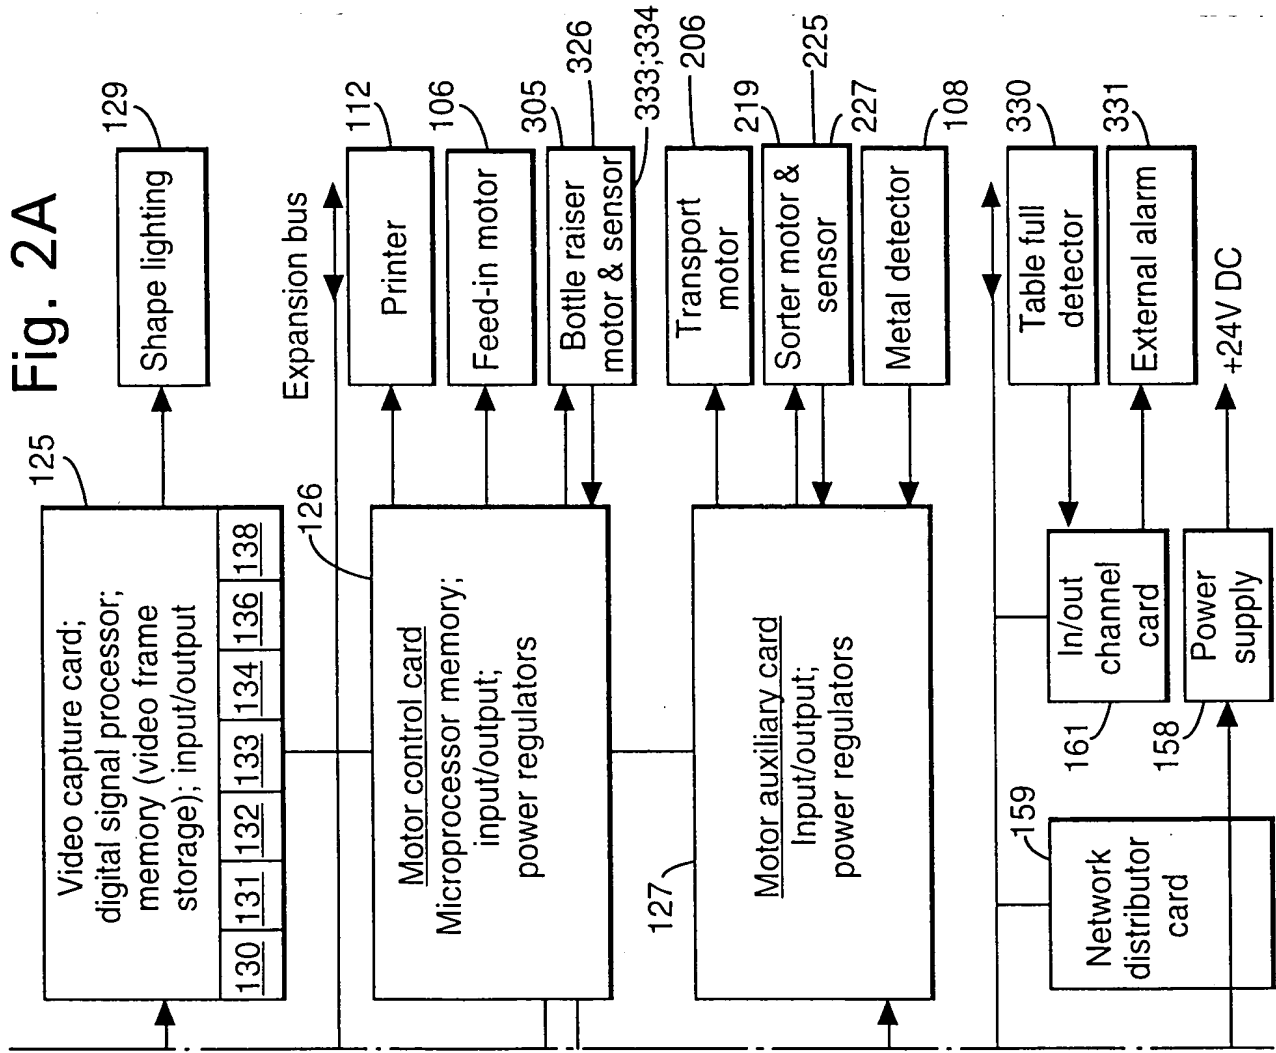 Fig. 2A
125
Video capture card;
digital signal processor;
memory (video frame
storage); input/output
130 131 132 133 134 136 138
129
Shape lighting
Expansion bus
126
Motor control card
Microprocessor memory;
input/output;
power regulators
112
Printer
106
Feed-in motor
305
326
333;334
Bottle raiser
motor & sensor
127
Motor auxiliary card
Input/output;
power regulators
206
Transport
motor
219
225
227
Sorter motor &
sensor
108
Metal detector
330
Table full
detector
331
External alarm
161
In/out
channel
card
159
Network
distributor
card
158
Power
supply
+24V DC